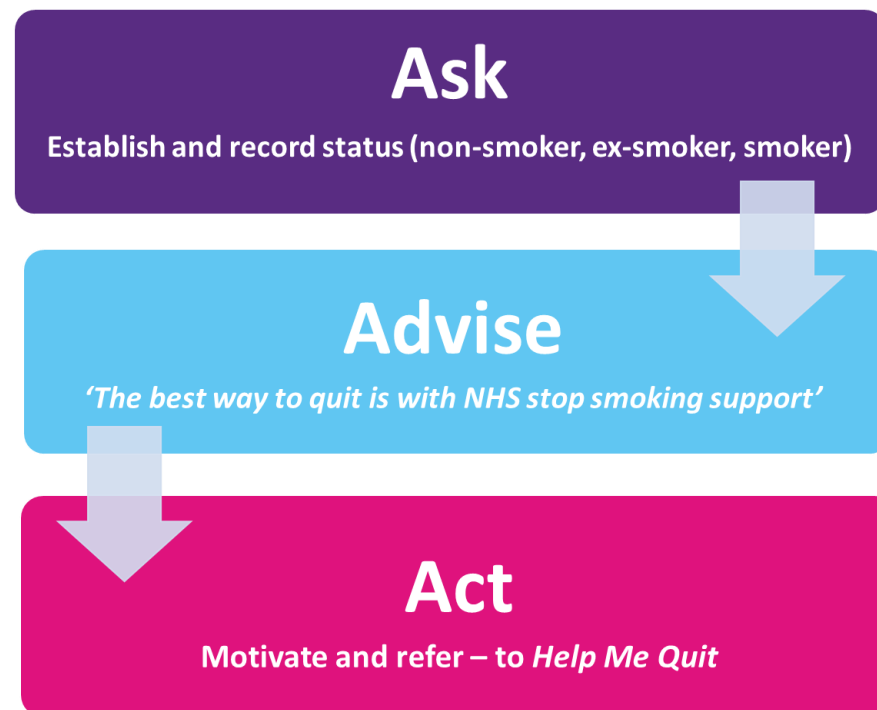 Ask
Establish and record status (non-smoker, ex-smoker, smoker)
Advise
‘The best way to quit is with NHS stop smoking support’
Act
Motivate and refer – to Help Me Quit